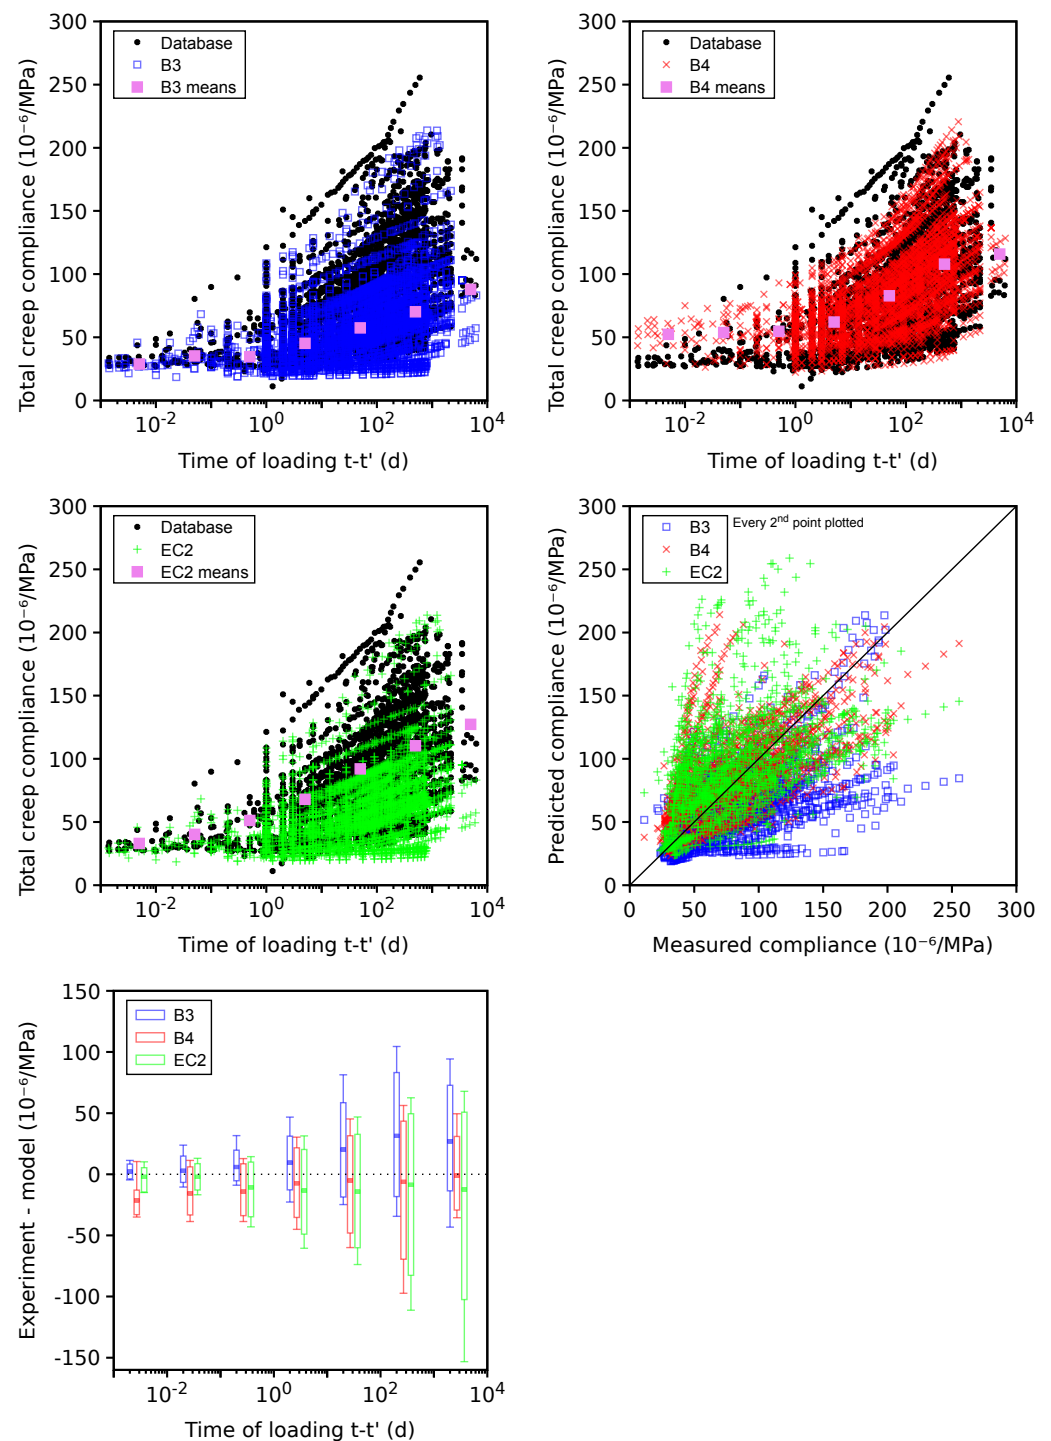 Total creep compliance (10⁻⁶/MPa)
300
250
200
150
100
50
0
Database
B3
B3 means
10⁻² 10⁰ 10² 10⁴
Time of loading t-t' (d)
Total creep compliance (10⁻⁶/MPa)
300
250
200
150
100
50
0
Database
B4
B4 means
10⁻² 10⁰ 10² 10⁴
Time of loading t-t' (d)
Total creep compliance (10⁻⁶/MPa)
300
250
200
150
100
50
0
Database
EC2
EC2 means
10⁻² 10⁰ 10² 10⁴
Time of loading t-t' (d)
Predicted compliance (10⁻⁶/MPa)
300
250
200
150
100
50
0
B3
B4
EC2
Every 2ⁿᵈ point plotted
0 50 100 150 200 250 300
Measured compliance (10⁻⁶/MPa)
Experiment - model (10⁻⁶/MPa)
150
100
50
0
-50
-100
-150
B3
B4
EC2
10⁻² 10⁰ 10² 10⁴
Time of loading t-t' (d)